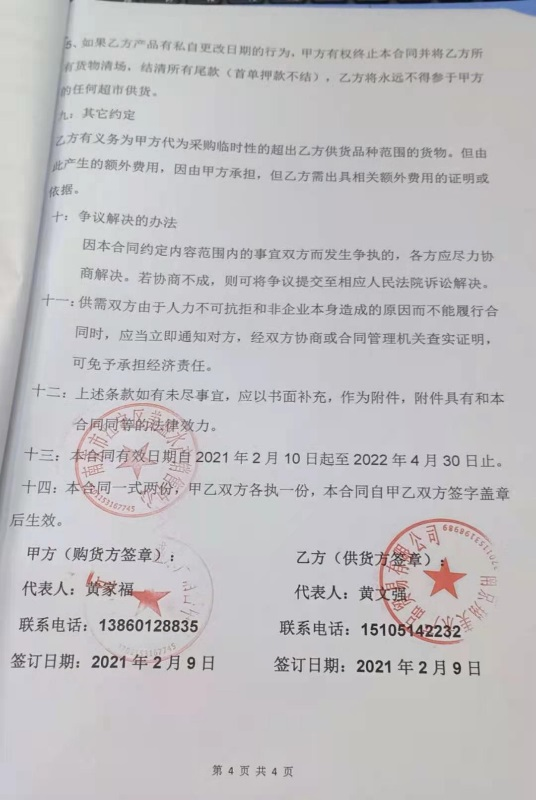 5、如果乙方产品有私自更改日期的行为，甲方有权终止本合同并将乙方所
有货物清场，结清所有尾款（首单押款不结），乙方将永远不得参于甲方
的任何超市供货。
九：其它约定
乙方有义务为甲方代为采购临时性的超出乙方供货品种范围的货物。但由
此产生的额外费用，因由甲方承担，但乙方需出具相关额外费用的证明或
依据。
十：争议解决的办法
因本合同约定内容范围内的事宜双方而发生争执的，各方应尽力协
商解决。若协商不成，则可将争议提交至相应人民法院诉讼解决。
十一：供需双方由于人力不可抗拒和非企业本身造成的原因而不能履行合
同时，应当立即通知对方，经双方协商或合同管理机关查实证明，
可免予承担经济责任。
十二：上述条款如有未尽事宜，应以书面补充，作为附件，附件具有和本
合同同等的法律效力。
十三：本合同有效日期自 2021 年 2 月 10 日起至 2022 年 4 月 30 日止。
十四：本合同一式两份，甲乙双方各执一份，本合同自甲乙双方签字盖章
后生效。
甲方（购货方签章）：
乙方（供货方签章）：
代表人：黄家福
代表人：黄文强
联系电话：13860128835
联系电话：15105142232
签订日期：2021 年 2 月 9 日
签订日期：2021 年 2 月 9 日
第 4 页 共 4 页